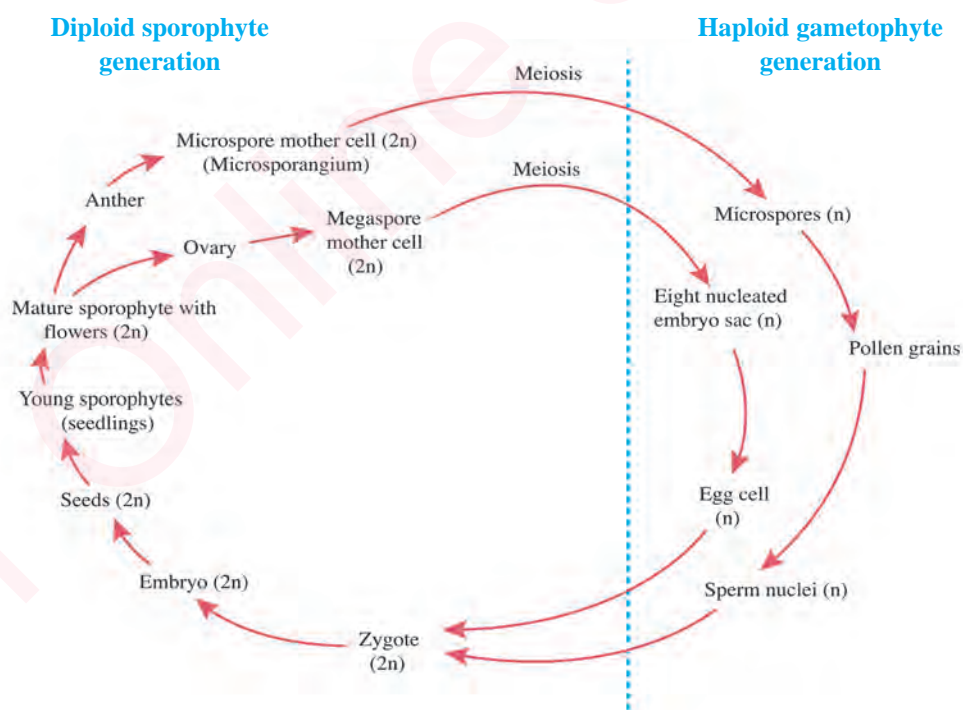 Diploid sporophyte
generation
Haploid gametophyte
generation
Meiosis
Microspore mother cell (2n)
(Microsporangium)
Meiosis
Anther
Megaspore
mother cell
(2n)
Microspores (n)
Ovary
Mature sporophyte with
flowers (2n)
Eight nucleated
embryo sac (n)
Pollen grains
Young sporophytes
(seedlings)
Seeds (2n)
Egg cell
(n)
Embryo (2n)
Sperm nuclei (n)
Zygote
(2n)
Online